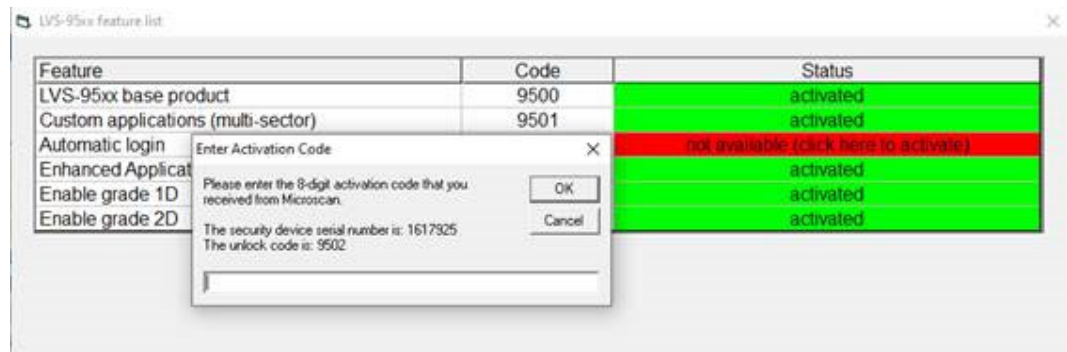 LVS-95xx feature list
Feature Code Status
LVS-95xx base product 9500 activated
Custom applications (multi-sector) 9501 activated
Automatic login not available (click here to activate)
Enhanced Applicat activated
Enable grade 1D activated
Enable grade 2D activated
Enter Activation Code
Please enter the 8-digit activation code that you
received from Microscan.
OK
Cancel
The security device serial number is: 1617925
The unlock code is: 9502